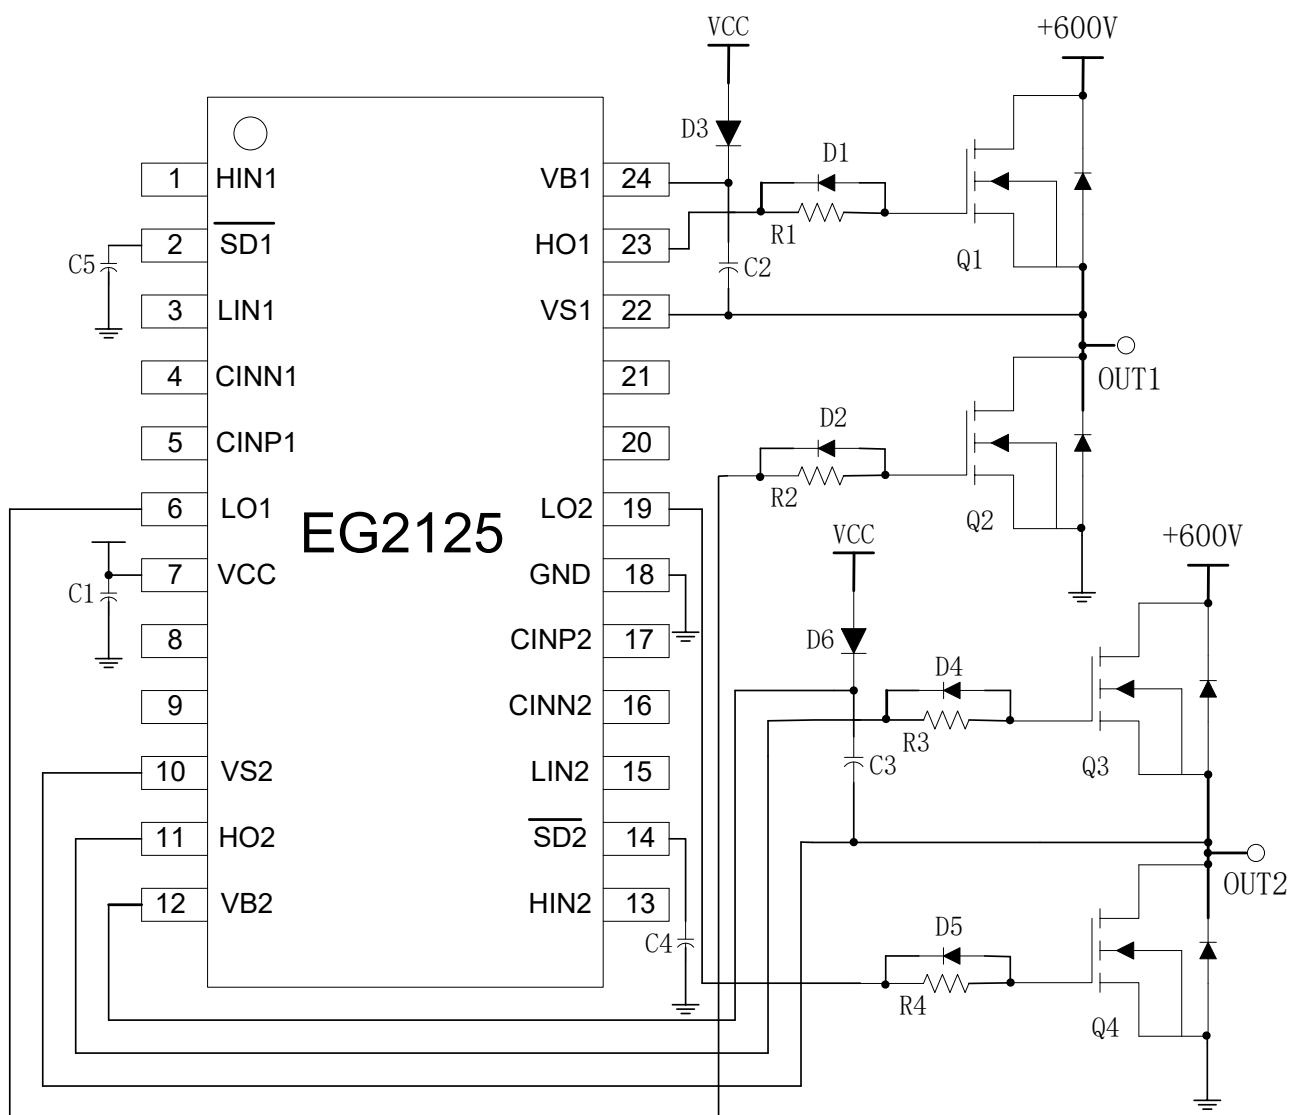 VCC
+600V
D3
D1
1 HIN1
VB1 24
R1
2 SD1
HO1 23
C5
C2
Q1
3 LIN1
VS1 22
4 CINN1
21
OUT1
5 CINP1
20
D2
R2
6 LO1
LO2 19
Q2
EG2125
VCC
+600V
7 VCC
GND 18
C1
8
CINP2 17
D6
D4
9
CINN2 16
R3
10 VS2
LIN2 15
C3
Q3
11 HO2
SD2 14
OUT2
12 VB2
HIN2 13
C4
D5
R4
Q4